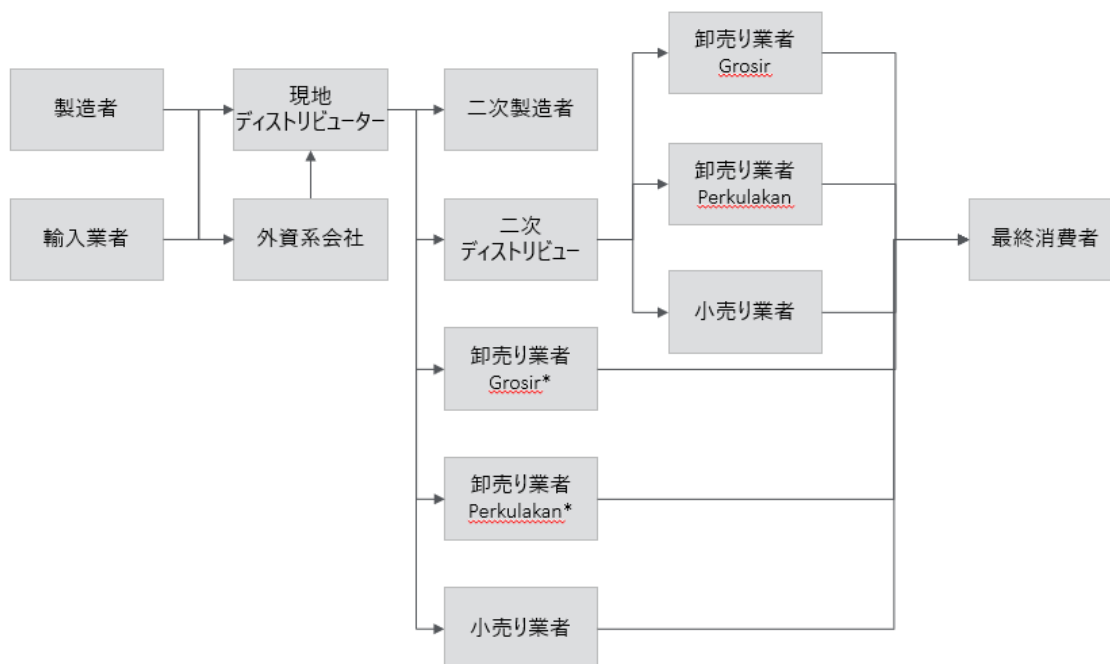 製造者
輸入業者
現地
ディストリビューター
外資系会社
二次製造者
二次
ディストリビュー
卸売り業者
Grosir*
卸売り業者
Perkulakan*
小売り業者
卸売り業者
Grosir
卸売り業者
Perkulakan
小売り業者
最終消費者